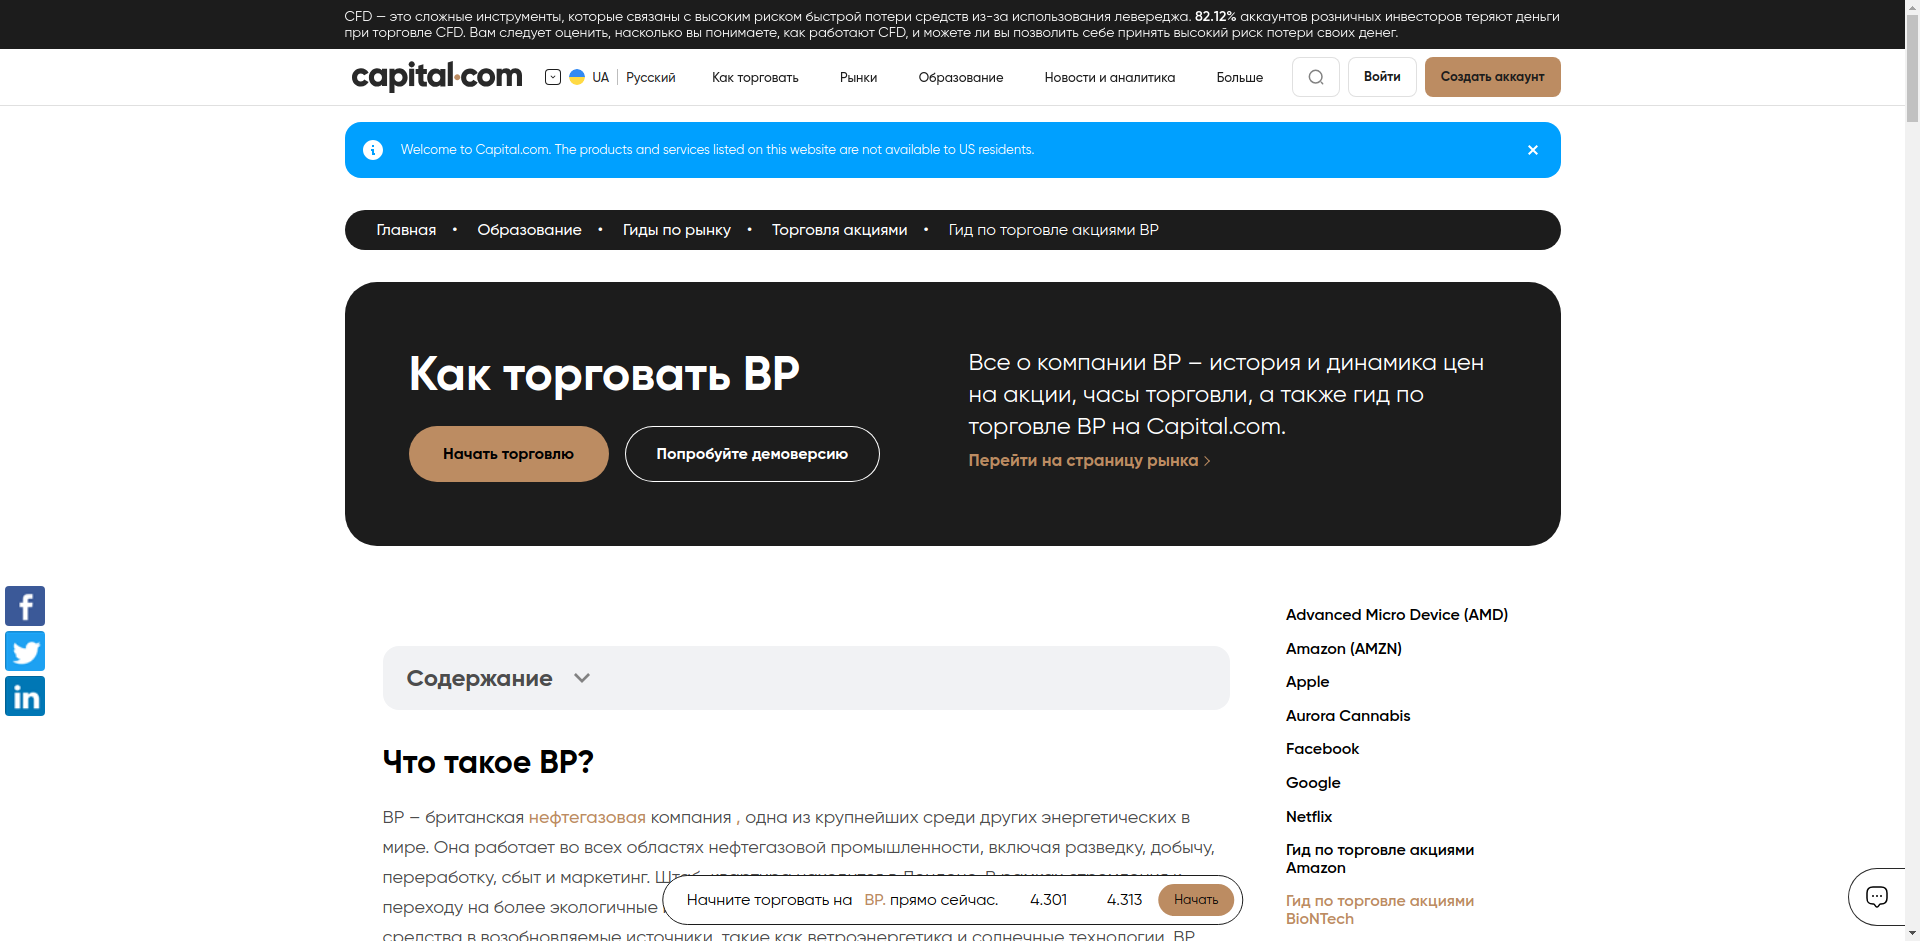 CFD — это сложные инструменты, которые связаны с высоким риском быстрой потери средств из-за использования левереджа. 82.12% аккаунтов розничных инвесторов теряют деньги
при торговле CFD. Вам следует оценить, насколько вы понимаете, как работают CFD, и можете ли вы позволить себе принять высокий риск потери своих денег.
capital.com UA Русский Как торговать Рынки Образование Новости и аналитика Больше Войти Создать аккаунт
Welcome to Capital.com. The products and services listed on this website are not available to US residents.
Главная • Образование • Гиды по рынку • Торговля акциями • Гид по торговле акциями BP
Как торговать BP
Начать торговлю Попробуйте демоверсию
Все о компании BP – история и динамика цен
на акции, часы торговли, а также гид по
торговле BP на Capital.com.
Перейти на страницу рынка
Содержание
Что такое BP?
BP – британская нефтегазовая компания , одна из крупнейших среди других энергетических в
мире. Она работает во всех областях нефтегазовой промышленности, включая разведку, добычу,
переработку, сбыт и маркетинг.
переходу на более экологичные
средства в возобновляемые источники, такие как ветроэнергетика и солнечные технологии. BP
Начните торговать на BP. прямо сейчас. 4.301 4.313 Начать
Advanced Micro Device (AMD)
Amazon (AMZN)
Apple
Aurora Cannabis
Facebook
Google
Netflix
Гид по торговле акциями
Amazon
Гид по торговле акциями
BioNTech